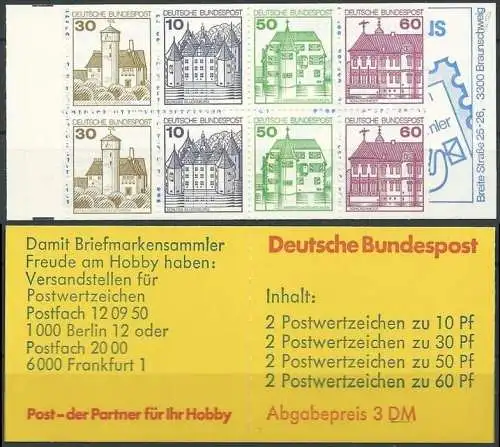 DEUTSCHE BUNDESPOST DEUTSCHE BUNDESPOST DEUTSCHE BUNDESPOST DEUTSCHE BUNDESPOST
30 10 50 60
US
Breite Straße 25-26, 3300 Braunschweig
DEUTSCHE BUNDESPOST DEUTSCHE BUNDESPOST DEUTSCHE BUNDESPOST DEUTSCHE BUNDESPOST
30 10 50 60
mler
Damit Briefmarkensammler
Freude am Hobby haben:
Versandstellen für
Postwertzeichen
Postfach 12 09 50
1000 Berlin 12 oder
Postfach 20 00
6000 Frankfurt 1
Post - der Partner für Ihr Hobby
Deutsche Bundespost
Inhalt:
2 Postwertzeichen zu 10 Pf
2 Postwertzeichen zu 30 Pf
2 Postwertzeichen zu 50 Pf
2 Postwertzeichen zu 60 Pf
Abgabepreis 3 DM